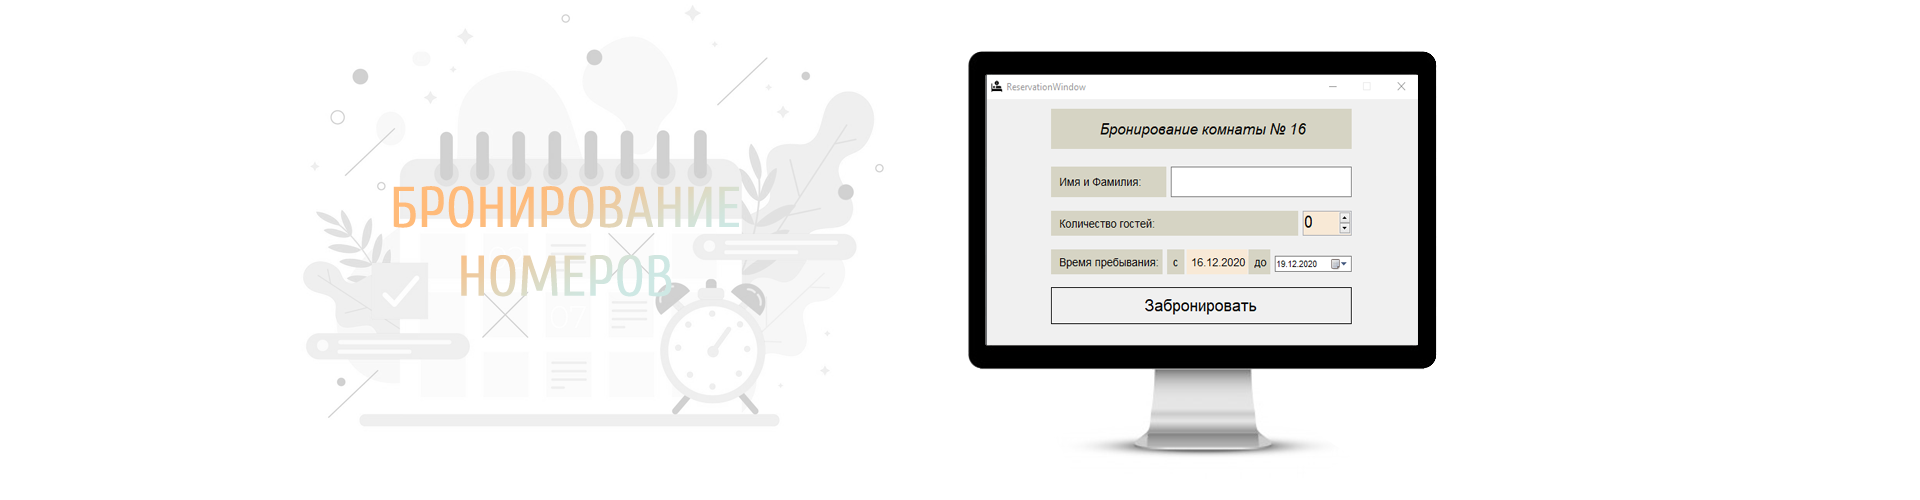 БРОНИРОВАНИЕ
НОМЕРОВ
ReservationWindow
Бронирование комнаты № 16
Имя и Фамилия:
Количество гостей: 0
Время пребывания: с 16.12.2020 до 19.12.2020
Забронировать